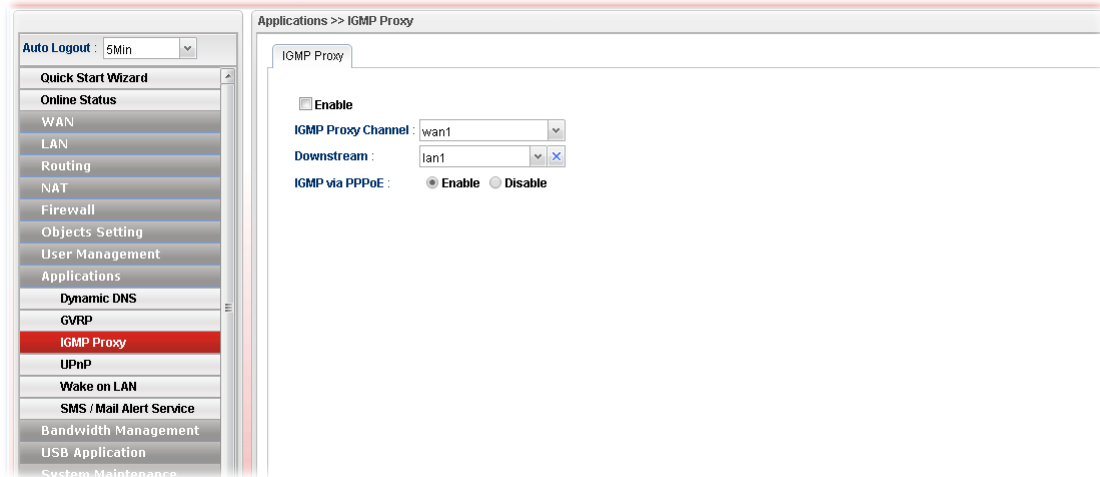 Applications >> IGMP Proxy
Auto Logout : 5Min
Quick Start Wizard
Online Status
WAN
LAN
Routing
NAT
Firewall
Objects Setting
User Management
Applications
Dynamic DNS
GVRP
IGMP Proxy
UPnP
Wake on LAN
SMS / Mail Alert Service
Bandwidth Management
USB Application
System Maintenance
IGMP Proxy
Enable
IGMP Proxy Channel : wan1
Downstream : lan1
IGMP via PPPoE : Enable Disable